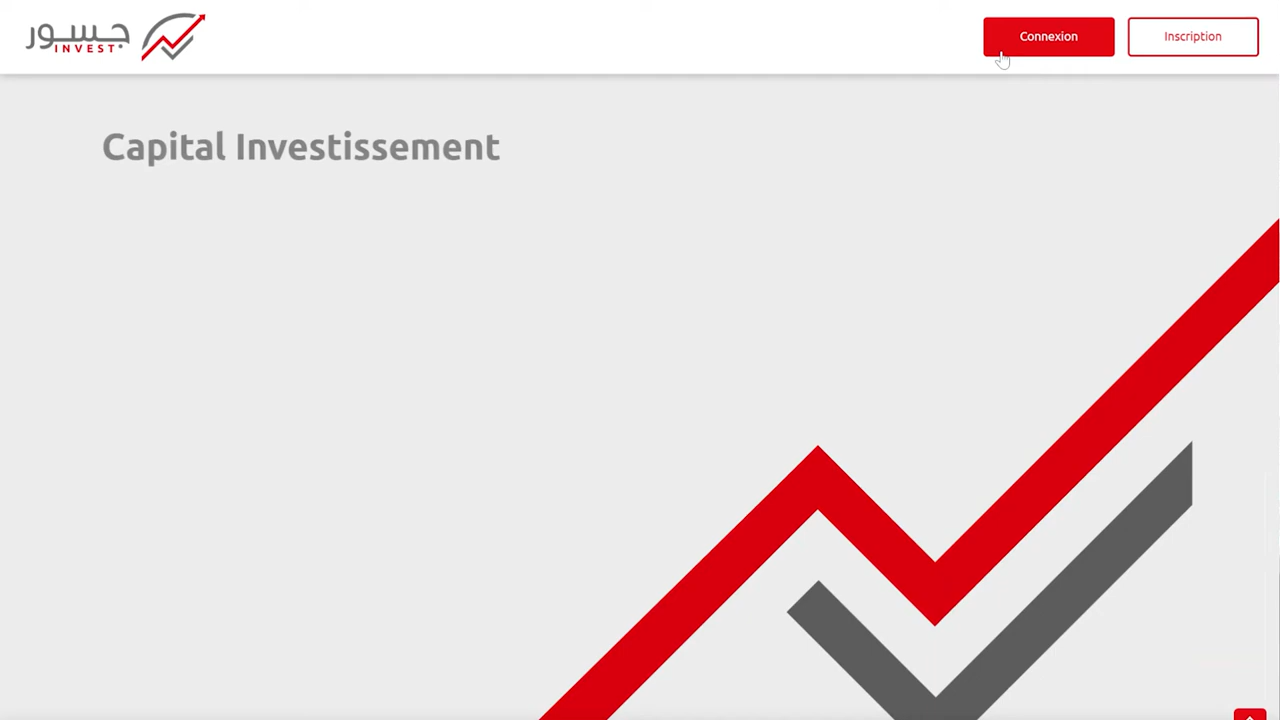 جسور
INVEST
Connexion
Inscription
Capital Investissement